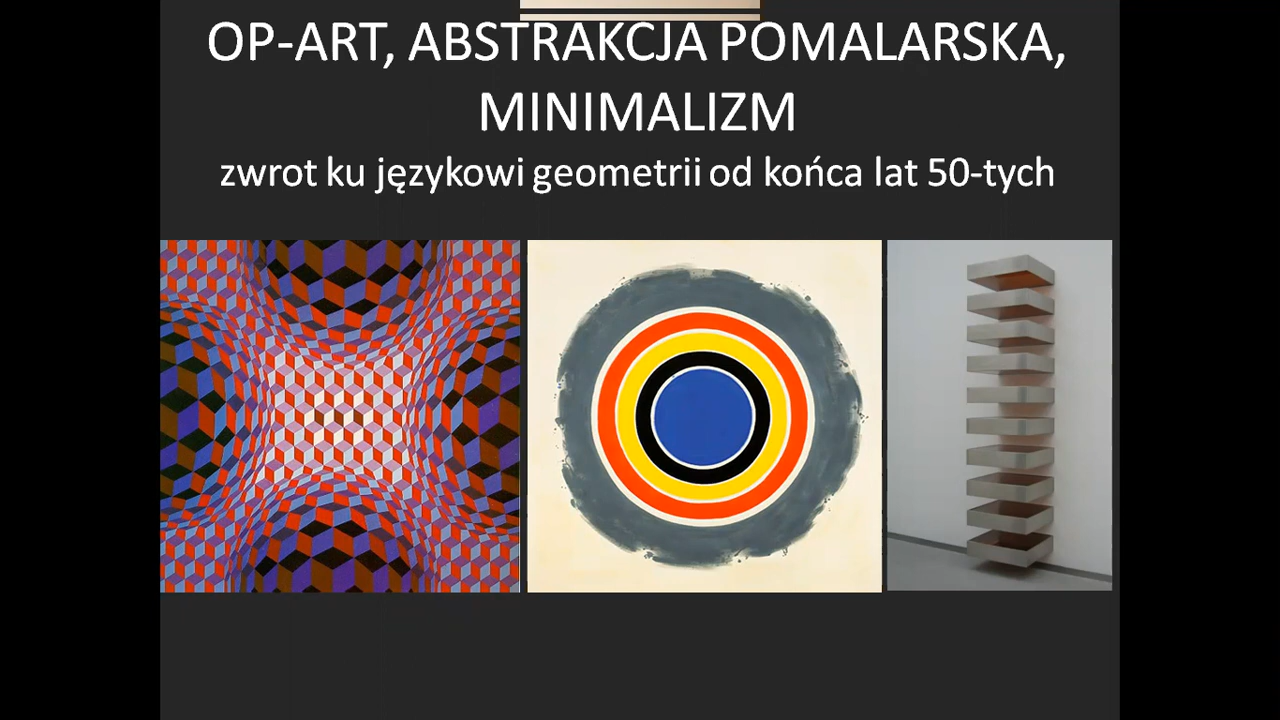 OP-ART, ABSTRAKCJA POMALARSKA,
MINIMALIZM
zwrot ku językowi geometrii od końca lat 50-tych